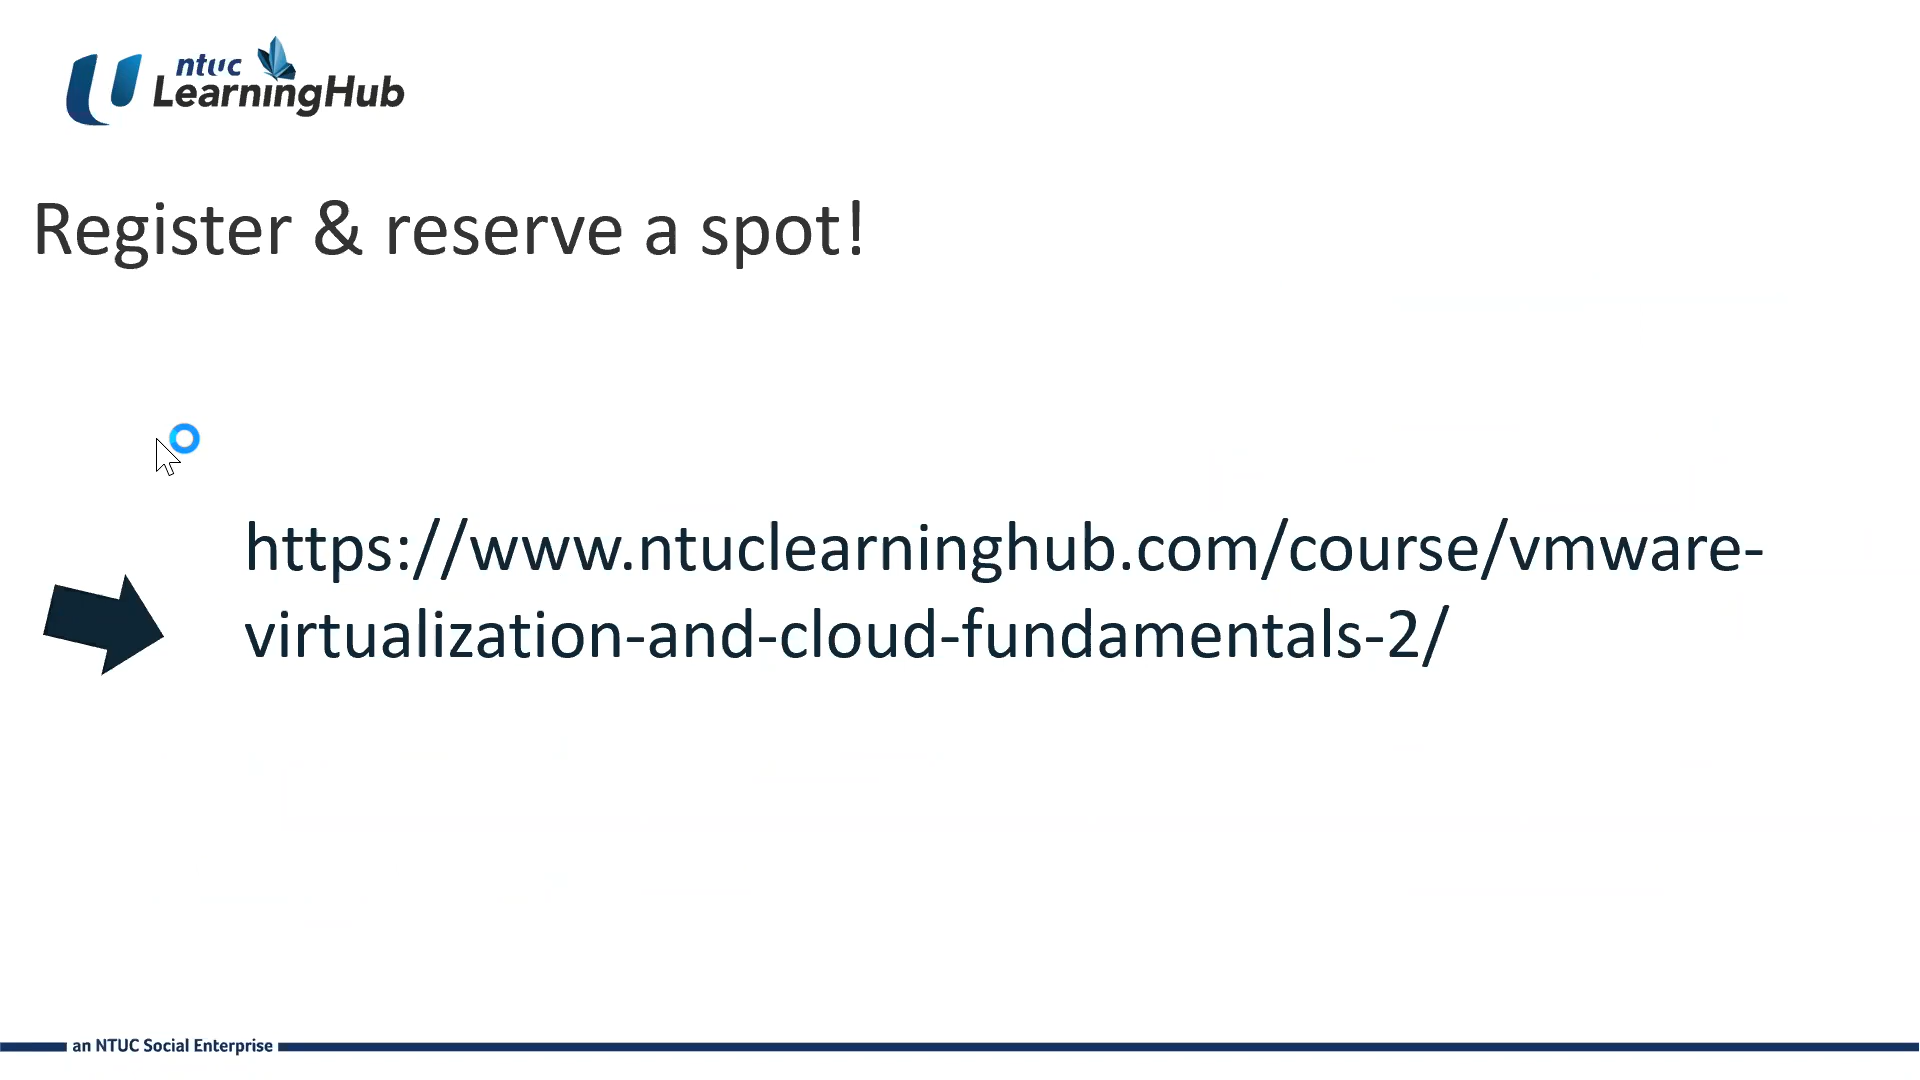 ntuc
LearningHub
Register & reserve a spot!
https://www.ntuclearninghub.com/course/vmware-
virtualization-and-cloud-fundamentals-2/
an NTUC Social Enterprise